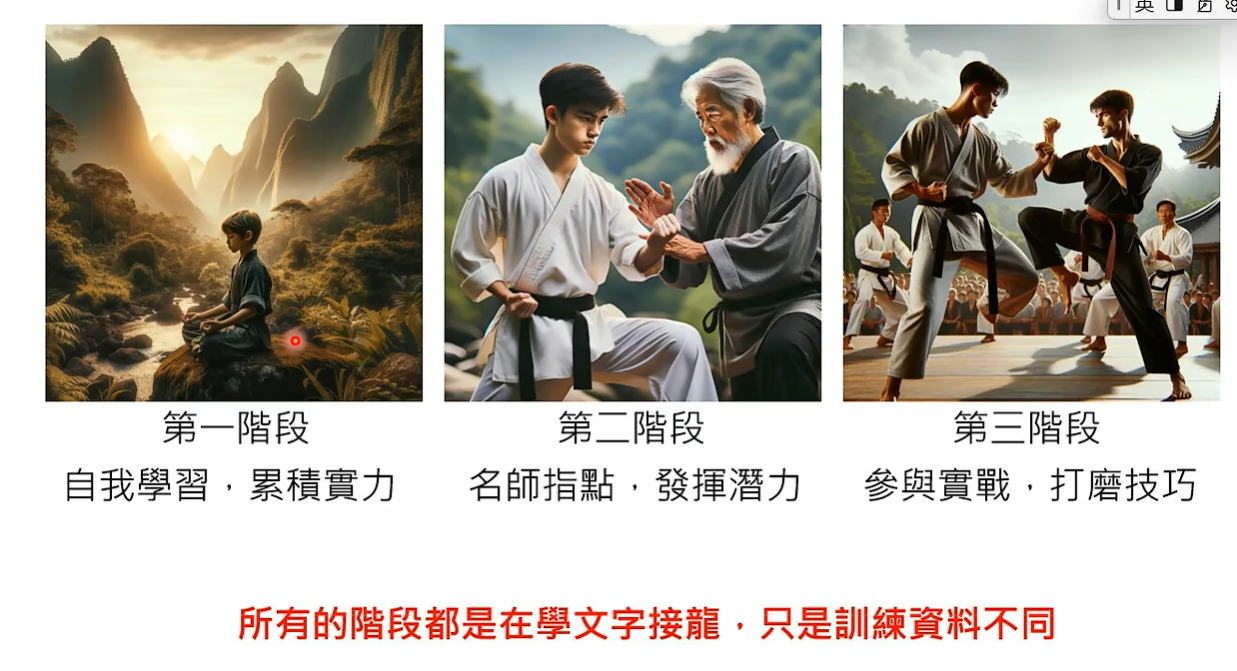 英
第一階段
自我學習，累積實力
第二階段
名師指點，發揮潛力
第三階段
參與實戰，打磨技巧
所有的階段都是在學文字接龍，只是訓練資料不同